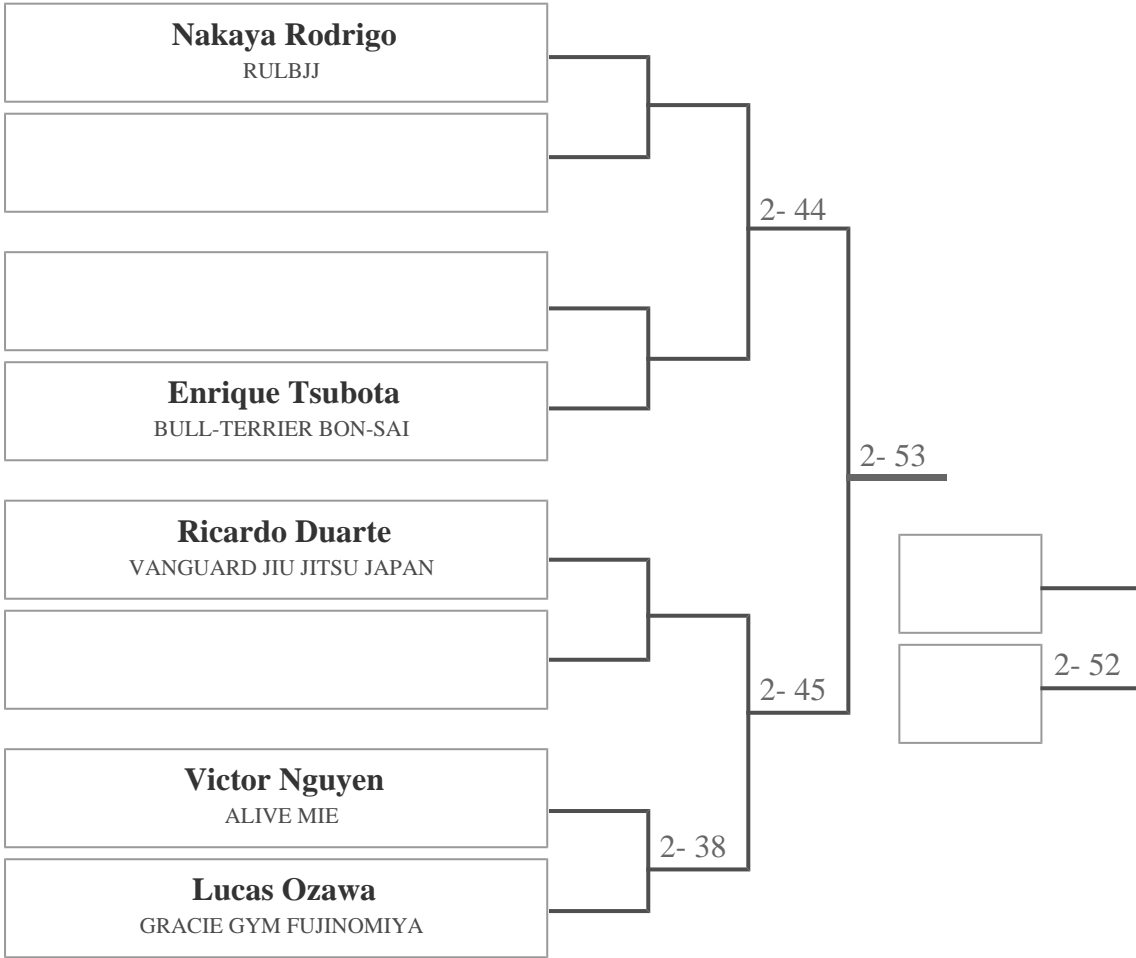 Nakaya Rodrigo
RULBJJ
2- 44
Enrique Tsubota
BULL-TERRIER BON-SAI
2- 53
Ricardo Duarte
VANGUARD JIU JITSU JAPAN
2- 52
2- 45
Victor Nguyen
ALIVE MIE
2- 38
Lucas Ozawa
GRACIE GYM FUJINOMIYA